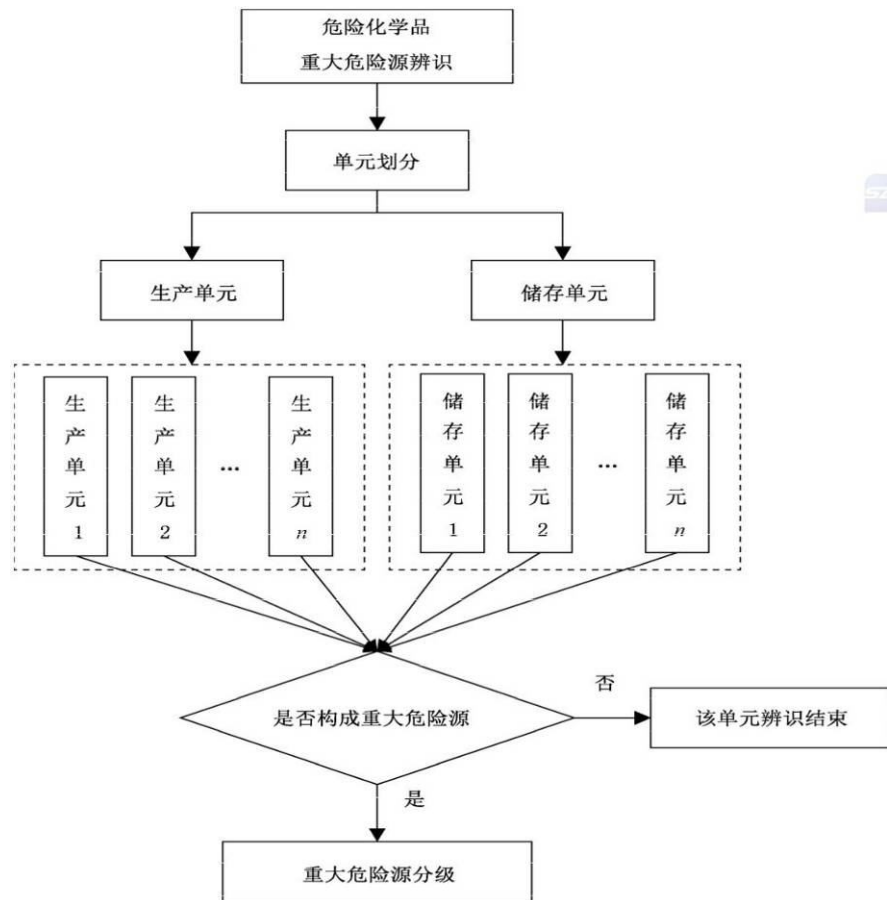 危险化学品
重大危险源辨识
单元划分
生产单元
储存单元
生产单元1
生产单元2
...
生产单元n
储存单元1
储存单元2
...
储存单元n
是否构成重大危险源
否
该单元辨识结束
是
重大危险源分级